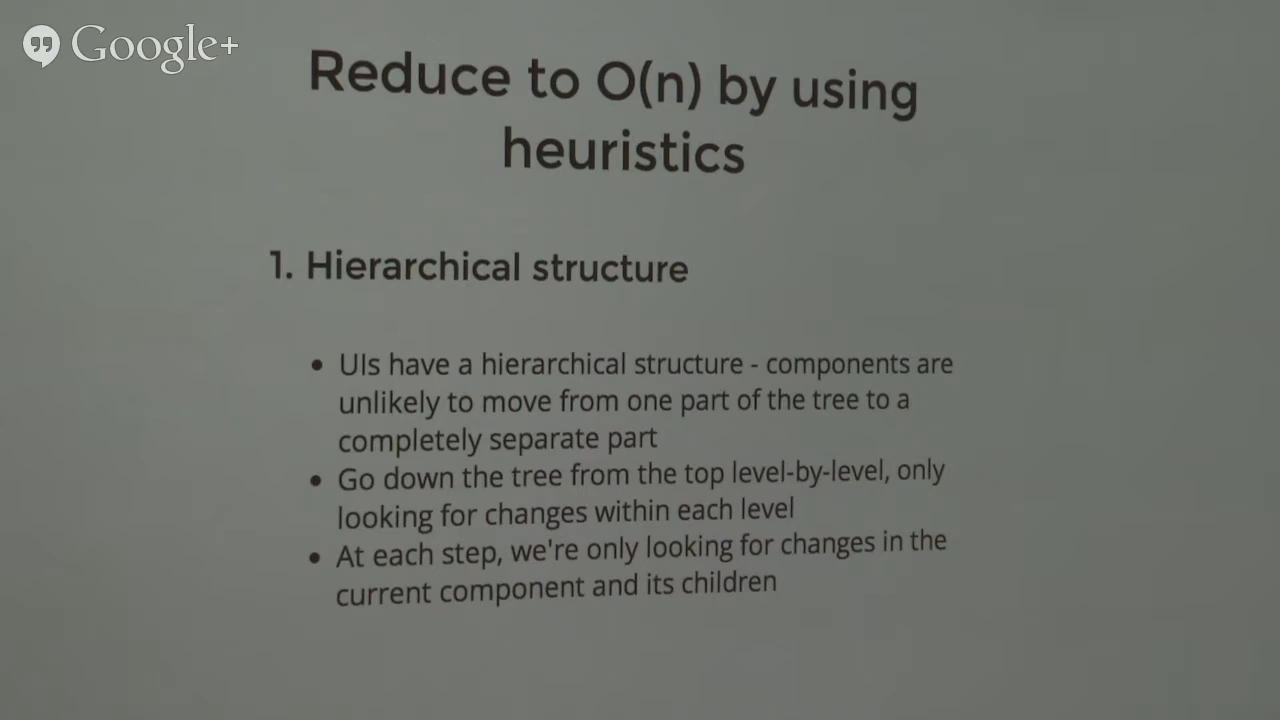 Google+
Reduce to O(n) by using
heuristics
1. Hierarchical structure
• UIs have a hierarchical structure - components are
unlikely to move from one part of the tree to a
completely separate part
• Go down the tree from the top level-by-level, only
looking for changes within each level
• At each step, we're only looking for changes in the
current component and its children